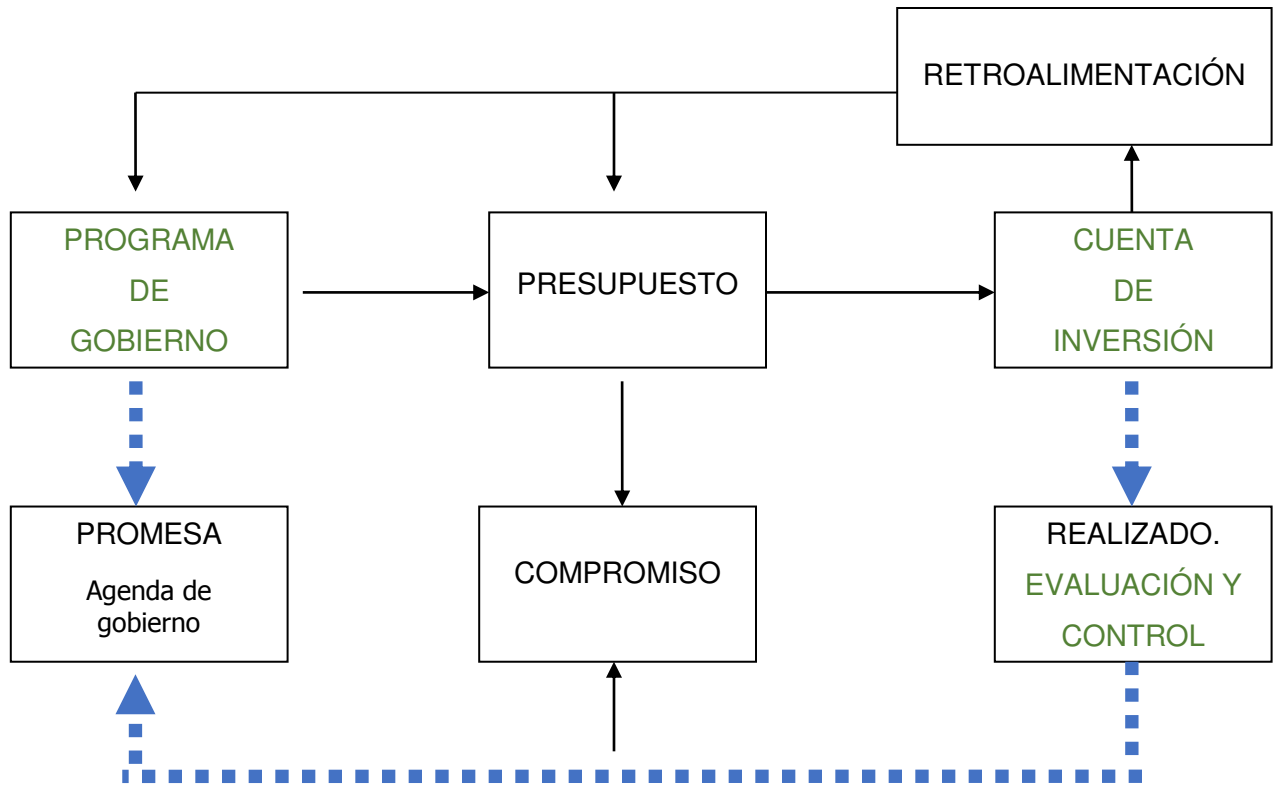 RETROALIMENTACIÓN
PROGRAMA
DE
GOBIERNO
PRESUPUESTO
CUENTA
DE
INVERSIÓN
PROMESA
Agenda de
gobierno
COMPROMISO
REALIZADO.
EVALUACIÓN Y
CONTROL